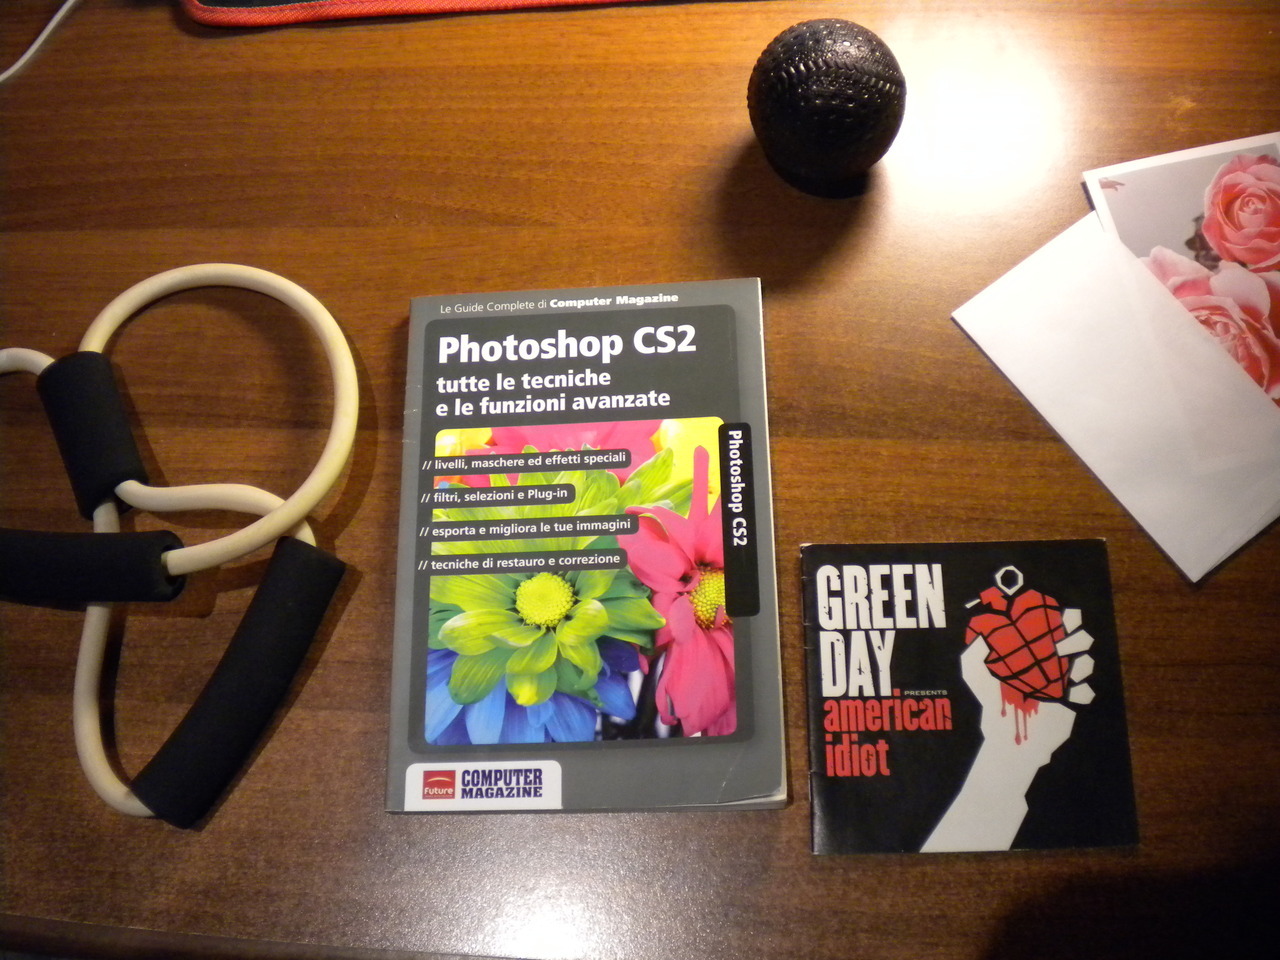 Le Guide Complete di Computer Magazine
Photoshop CS2
tutte le tecniche
e le funzioni avanzate
// livelli, maschere ed effetti speciali
// filtri, selezioni e Plug-in
// esporta e migliora le tue immagini
// tecniche di restauro e correzione
Photoshop CS2
Future
COMPUTER
MAGAZINE
GREEN
DAY
PRESENTS
american
idiot